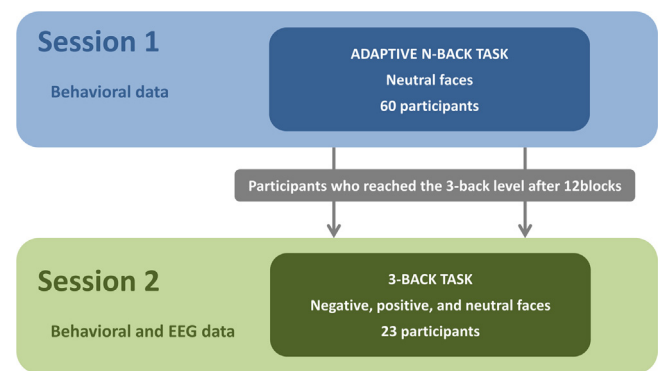 Session 1
Behavioral data
ADAPTIVE N-BACK TASK
Neutral faces
60 participants
Participants who reached the 3-back level after 12blocks
Session 2
Behavioral and EEG data
3-BACK TASK
Negative, positive, and neutral faces
23 participants